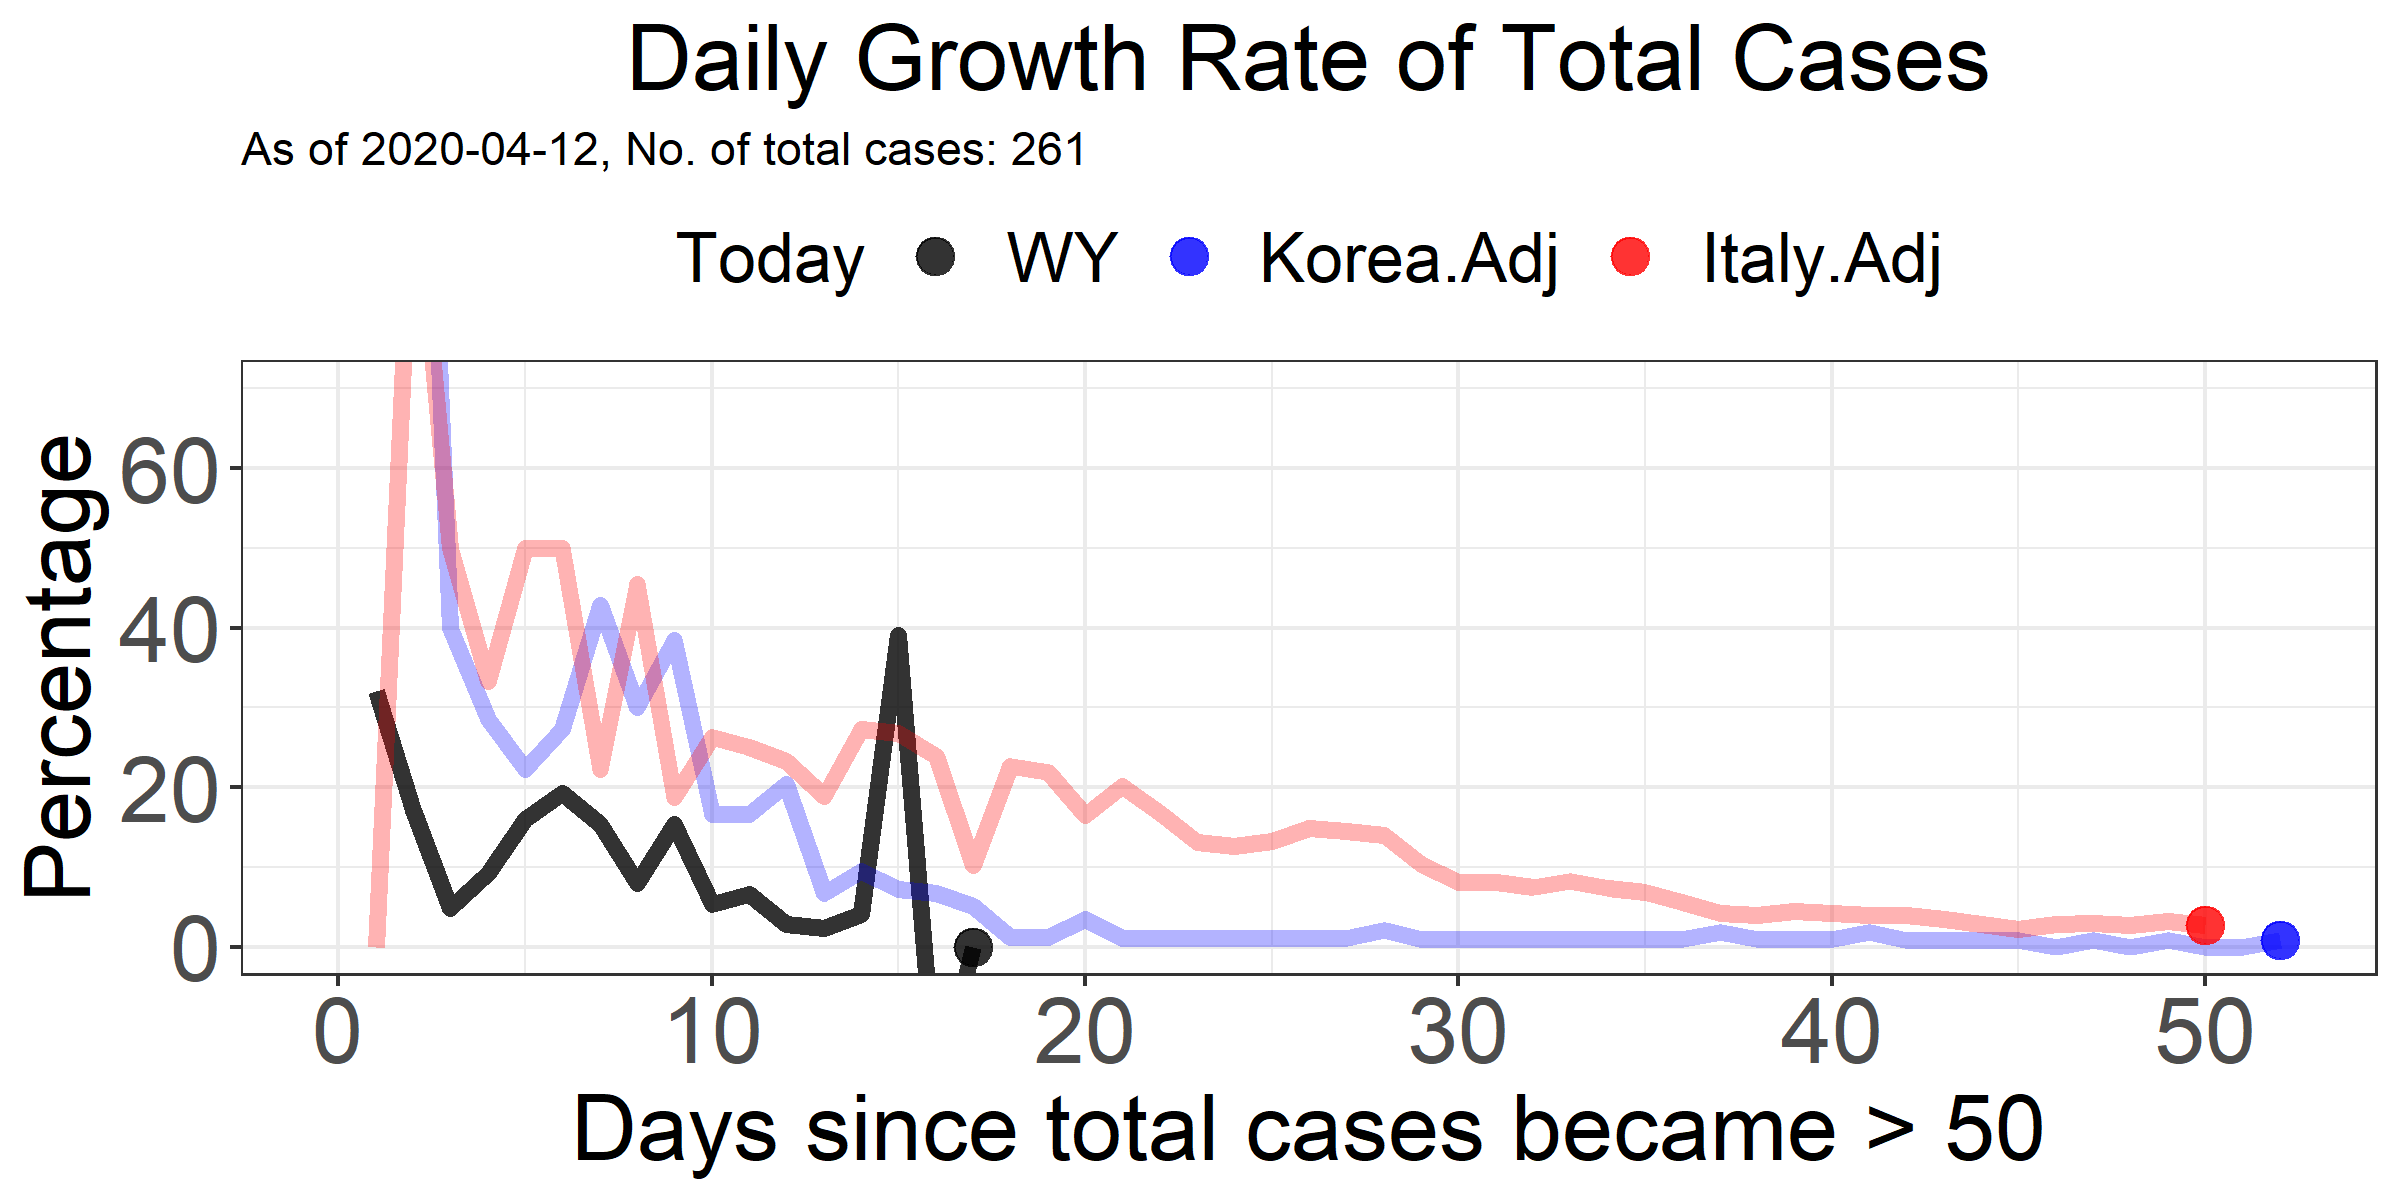 Daily Growth Rate of Total Cases
As of 2020-04-12, No. of total cases: 261
Today WY Korea.Adj Italy.Adj
Percentage
60
40
20
0
0 10 20 30 40 50
Days since total cases became > 50